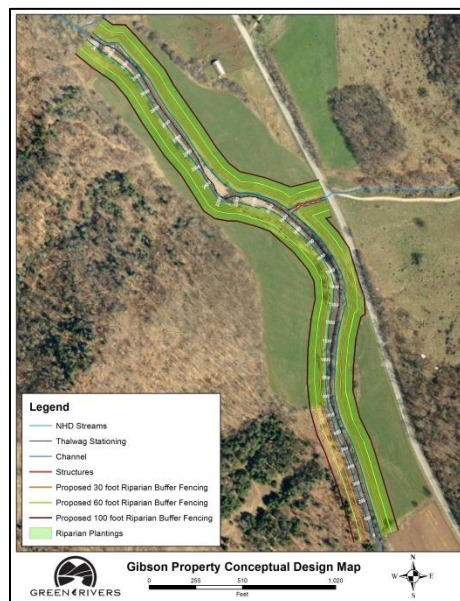 Legend
NHD Streams
Thalwag Stationing
Channel
Structures
Proposed 30 foot Riparian Buffer Fencing
Proposed 60 foot Riparian Buffer Fencing
Proposed 100 foot Riparian Buffer Fencing
Riparian Plantings
GREEN RIVERS
Gibson Property Conceptual Design Map
0 255 510 1,020
Feet
N
W E
S